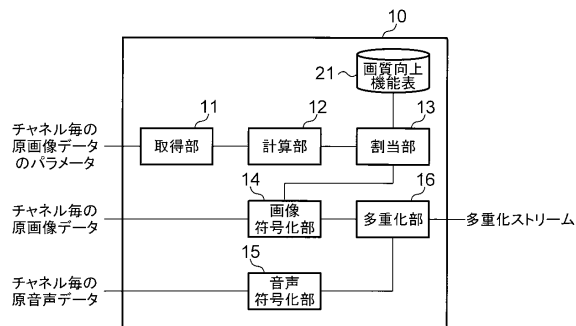 10
21
画質向上
機能表
11
12
13
チャネル毎の
原画像データ
のパラメータ
取得部
計算部
割当部
14
16
チャネル毎の
原画像データ
画像
符号化部
多重化部
多重化ストリーム
15
チャネル毎の
原音声データ
音声
符号化部